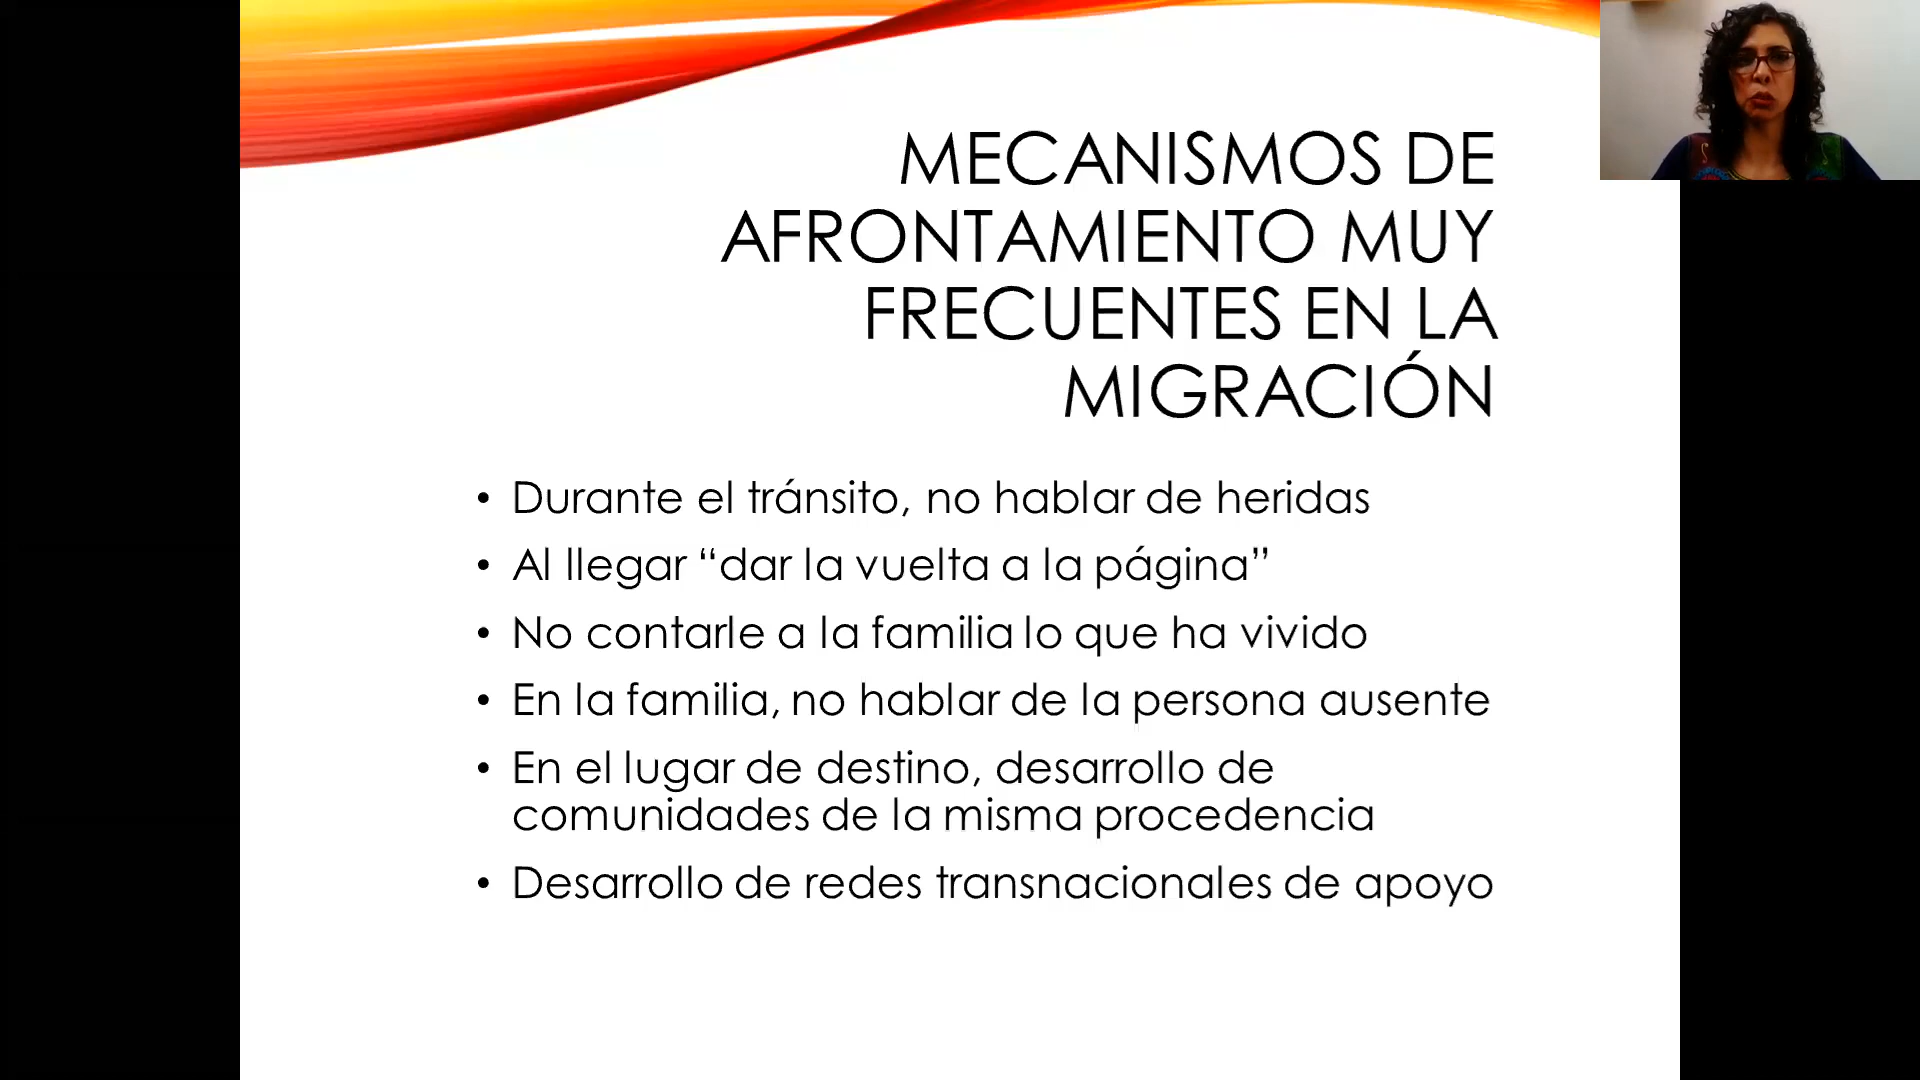 MECANISMOS DE
AFRONTAMIENTO MUY
FRECUENTES EN LA
MIGRACIÓN
• Durante el tránsito, no hablar de heridas
• Al llegar “dar la vuelta a la página”
• No contarle a la familia lo que ha vivido
• En la familia, no hablar de la persona ausente
• En el lugar de destino, desarrollo de
comunidades de la misma procedencia
• Desarrollo de redes transnacionales de apoyo